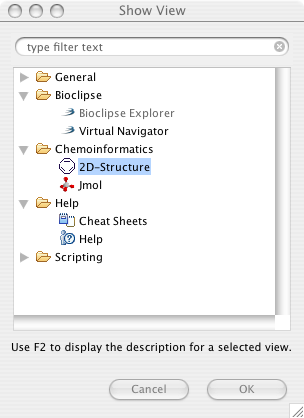 Show View
type filter text
General
Bioclipse
Bioclipse Explorer
Virtual Navigator
Chemoinformatics
2D-Structure
Jmol
Help
Cheat Sheets
Help
Scripting
Use F2 to display the description for a selected view.
Cancel OK